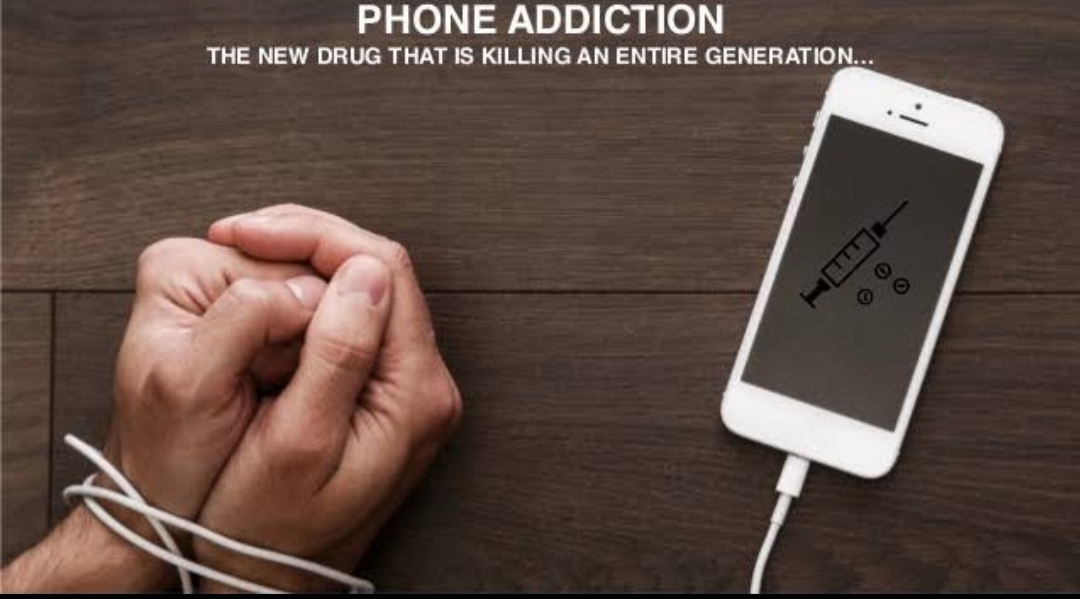 PHONE ADDICTION
THE NEW DRUG THAT IS KILLING AN ENTIRE GENERATION...